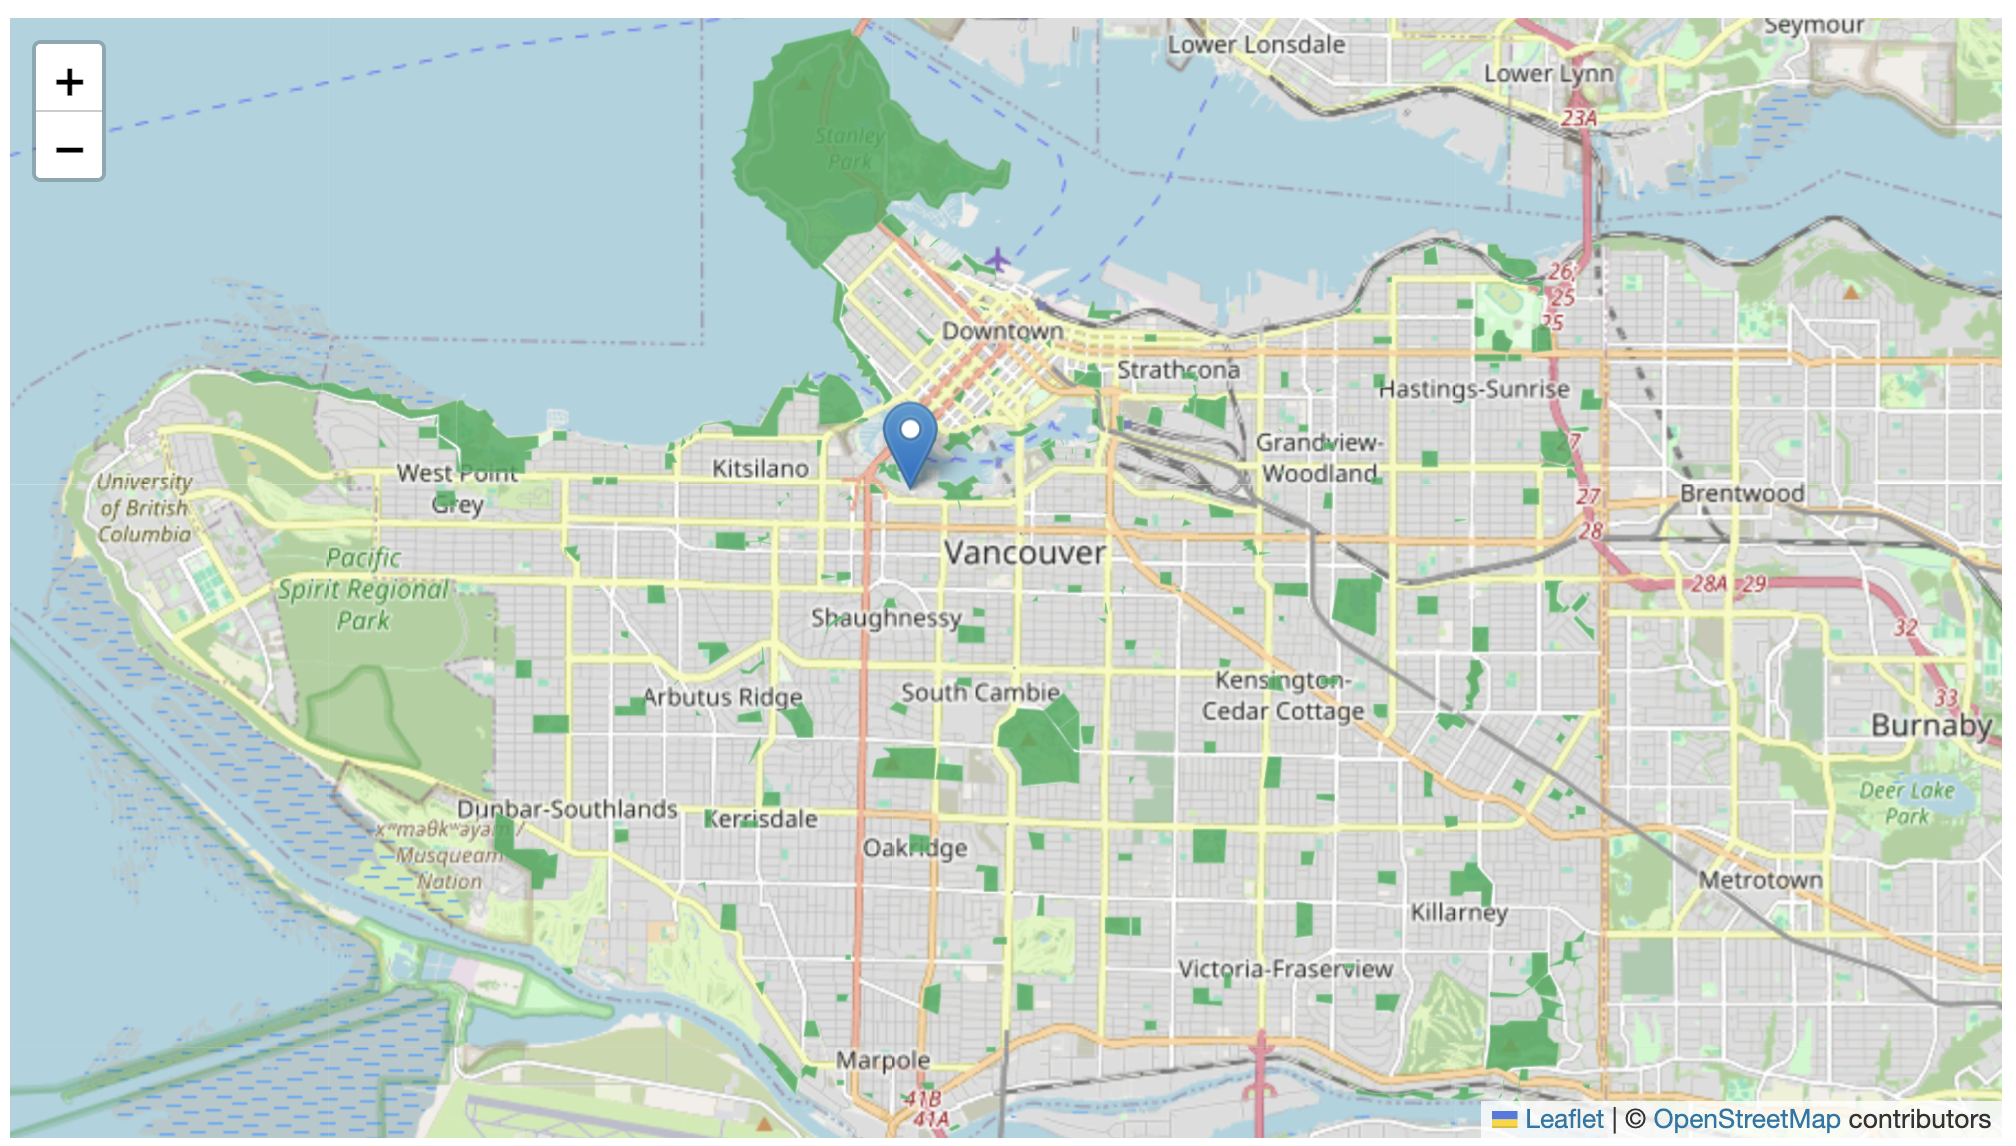 +
−
Lower Lonsdale
Seymour
Lower Lynn
23A
Stanley
Park
26
25
25
Downtown
Strathcona
Hastings-Sunrise
27
Grandview-
Woodland
West Point
Grey
Kitsilano
University
of British
Columbia
27
Brentwood
28
Vancouver
Pacific
Spirit Regional
Park
28A
29
Shaughnessy
32
Arbutus Ridge
South Cambie
Kensington-
Cedar Cottage
33
Burnaby
Deer Lake
Park
Dunbar-Southlands
Kerrisdale
xʷməθkʷəy̓əm /
Musqueam
Nation
Oakridge
Metrotown
Killarney
Victoria-Fraserview
Marpole
41B
41A
Leaflet | © OpenStreetMap contributors